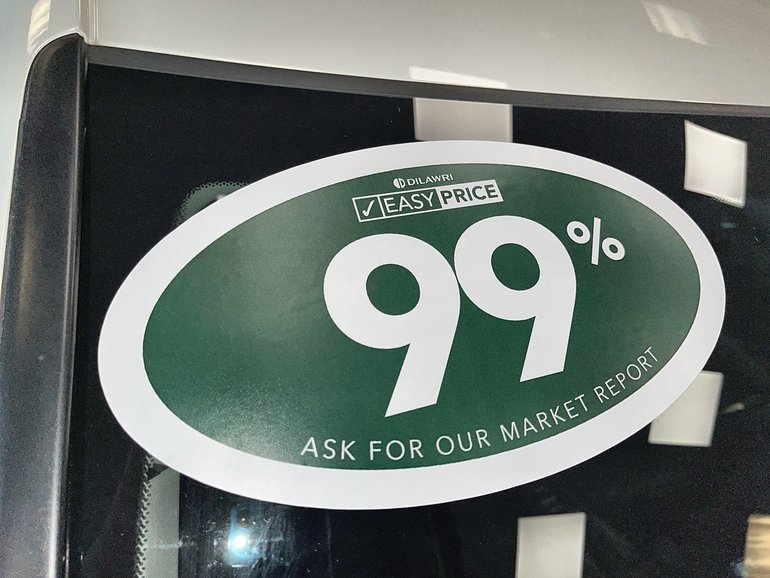 DILAWRI
✓ EASY PRICE
99%
ASK FOR OUR MARKET REPORT